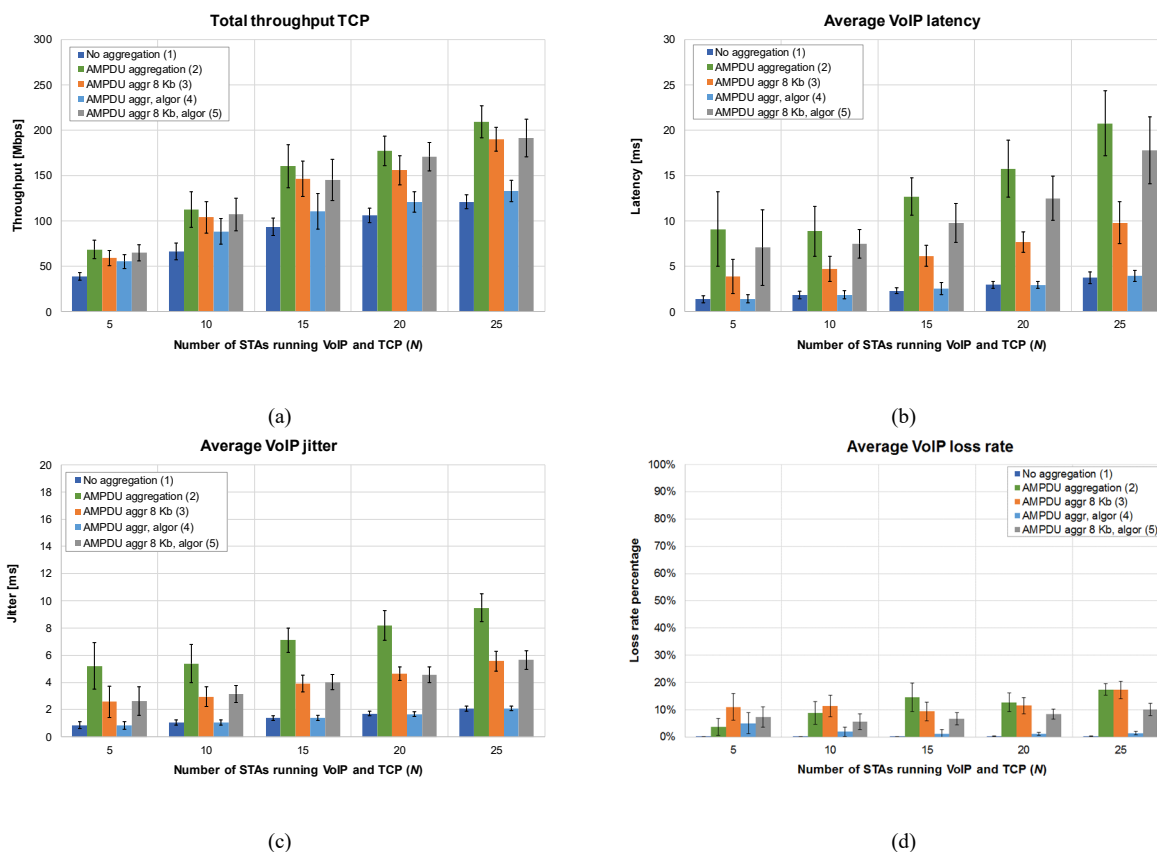 Total throughput TCP
300
250
200
150
100
50
0
Throughput [Mbps]
No aggregation (1)
AMPDU aggregation (2)
AMPDU aggr 8 Kb (3)
AMPDU aggr, algor (4)
AMPDU aggr 8 Kb, algor (5)
5 10 15 20 25
Number of STAs running VoIP and TCP (N)
(a)
Average VoIP latency
30
25
20
15
10
5
0
Latency [ms]
No aggregation (1)
AMPDU aggregation (2)
AMPDU aggr 8 Kb (3)
AMPDU aggr, algor (4)
AMPDU aggr 8 Kb, algor (5)
5 10 15 20 25
Number of STAs running VoIP and TCP (N)
(b)
Average VoIP jitter
20
18
16
14
12
10
8
6
4
2
0
Jitter [ms]
No aggregation (1)
AMPDU aggregation (2)
AMPDU aggr 8 Kb (3)
AMPDU aggr, algor (4)
AMPDU aggr 8 Kb, algor (5)
5 10 15 20 25
Number of STAs running VoIP and TCP (N)
(c)
Average VoIP loss rate
100%
90%
80%
70%
60%
50%
40%
30%
20%
10%
0%
Loss rate percentage
No aggregation (1)
AMPDU aggregation (2)
AMPDU aggr 8 Kb (3)
AMPDU aggr, algor (4)
AMPDU aggr 8 Kb, algor (5)
5 10 15 20 25
Number of STAs running VoIP and TCP (N)
(d)